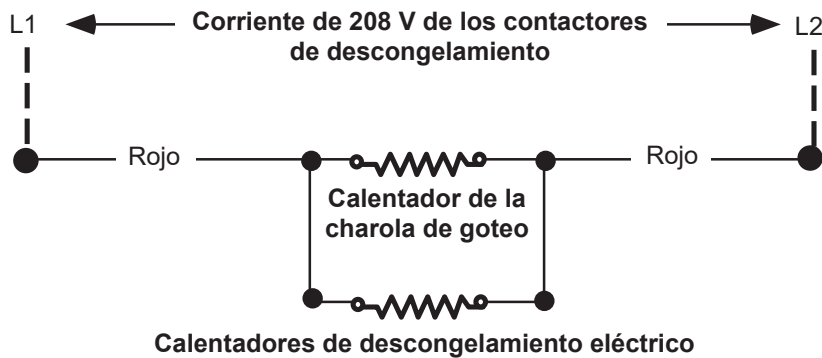 L1
Corriente de 208 V de los contactores
de descongelamiento
L2
Rojo
Rojo
Calentador de la
charola de goteo
Calentadores de descongelamiento eléctrico